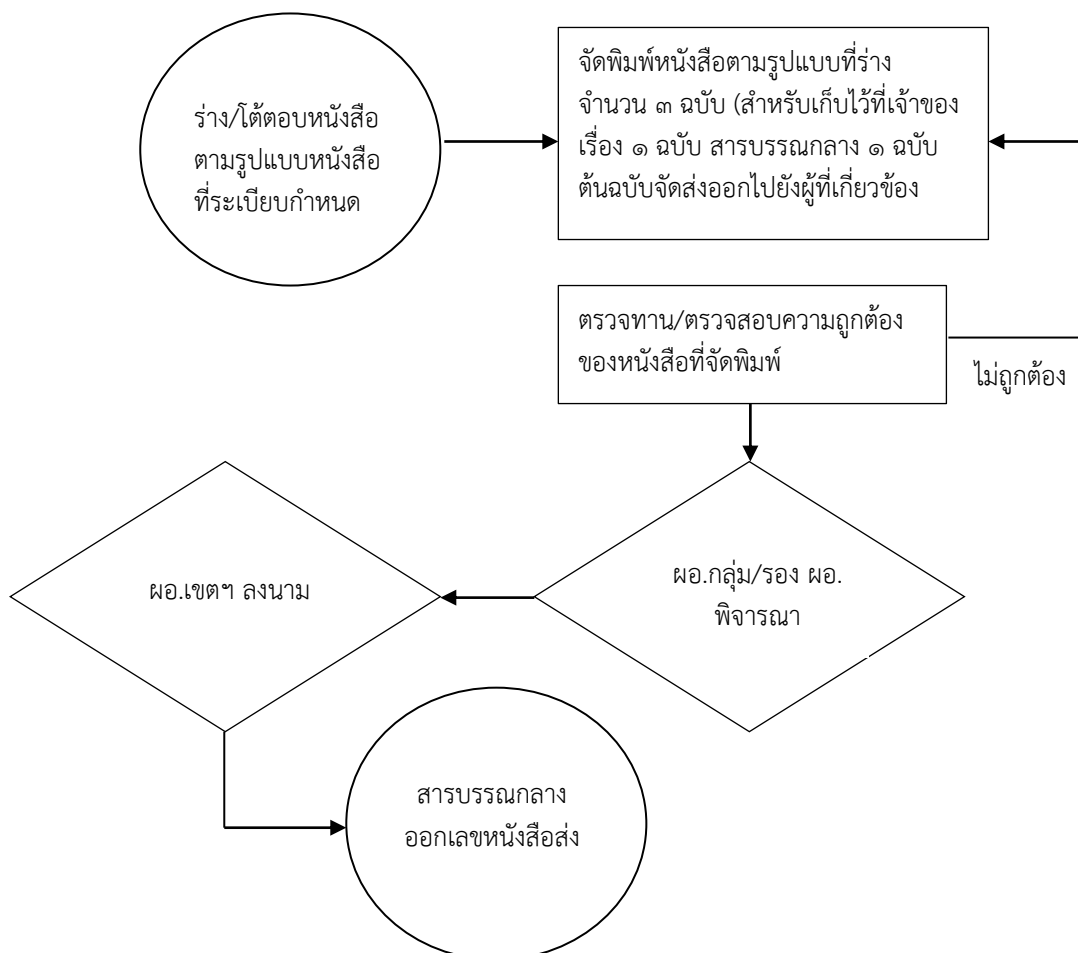 ร่าง/โต้ตอบหนังสือ
ตามรูปแบบหนังสือ
ที่ระเบียบกำหนด
จัดพิมพ์หนังสือตามรูปแบบที่ร่าง
จำนวน ๓ ฉบับ (สำหรับเก็บไว้ที่เจ้าของ
เรื่อง ๑ ฉบับ สารบรรณกลาง ๑ ฉบับ
ต้นฉบับจัดส่งออกไปยังผู้ที่เกี่ยวข้อง
ตรวจทาน/ตรวจสอบความถูกต้อง
ของหนังสือที่จัดพิมพ์
ไม่ถูกต้อง
ผอ.กลุ่ม/รอง ผอ.
พิจารณา
ผอ.เขตฯ ลงนาม
สารบรรณกลาง
ออกเลขหนังสือส่ง